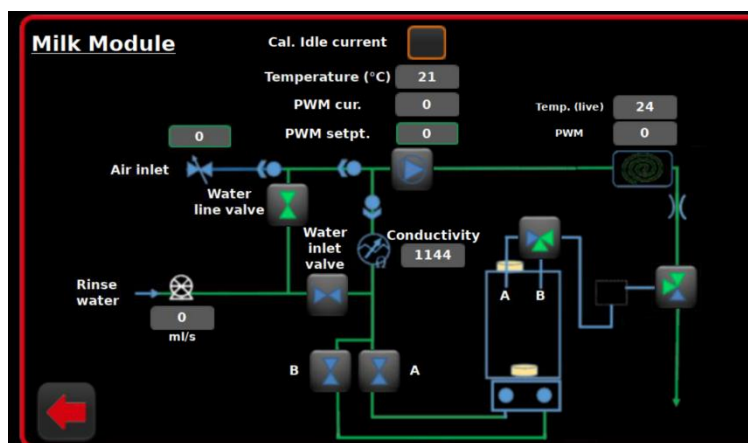 Milk Module
Cal. Idle current
Temperature (°C) 21
PWM cur. 0
PWM setpt. 0
Temp. (live) 24
PWM 0
0
Air inlet
Water
line valve
Water
inlet
valve
Conductivity
1144
Rinse
water
0
ml/s
A B
B A